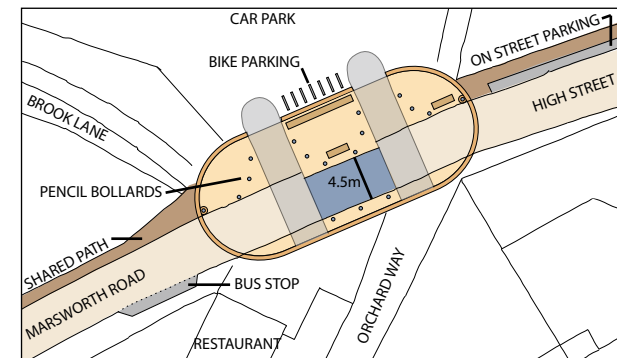 CAR PARK
ON STREET PARKING
BIKE PARKING
HIGH STREET
BROOK LANE
4.5m
PENCIL BOLLARDS
SHARED PATH
MARSWORTH ROAD
BUS STOP
ORCHARD WAY
RESTAURANT